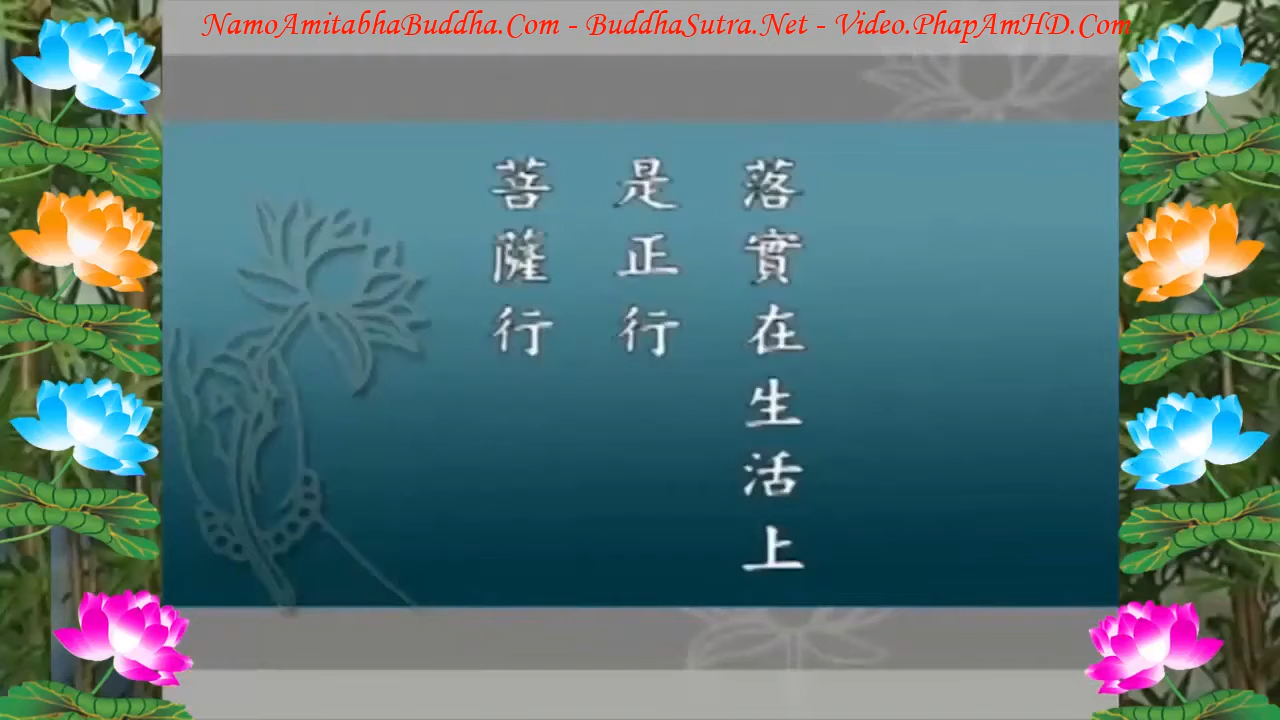 NamoAmitabhaBuddha.Com - BuddhaSutra.Net - Video.PhapAmHD.Com
落實在生活上
是正行
菩薩行